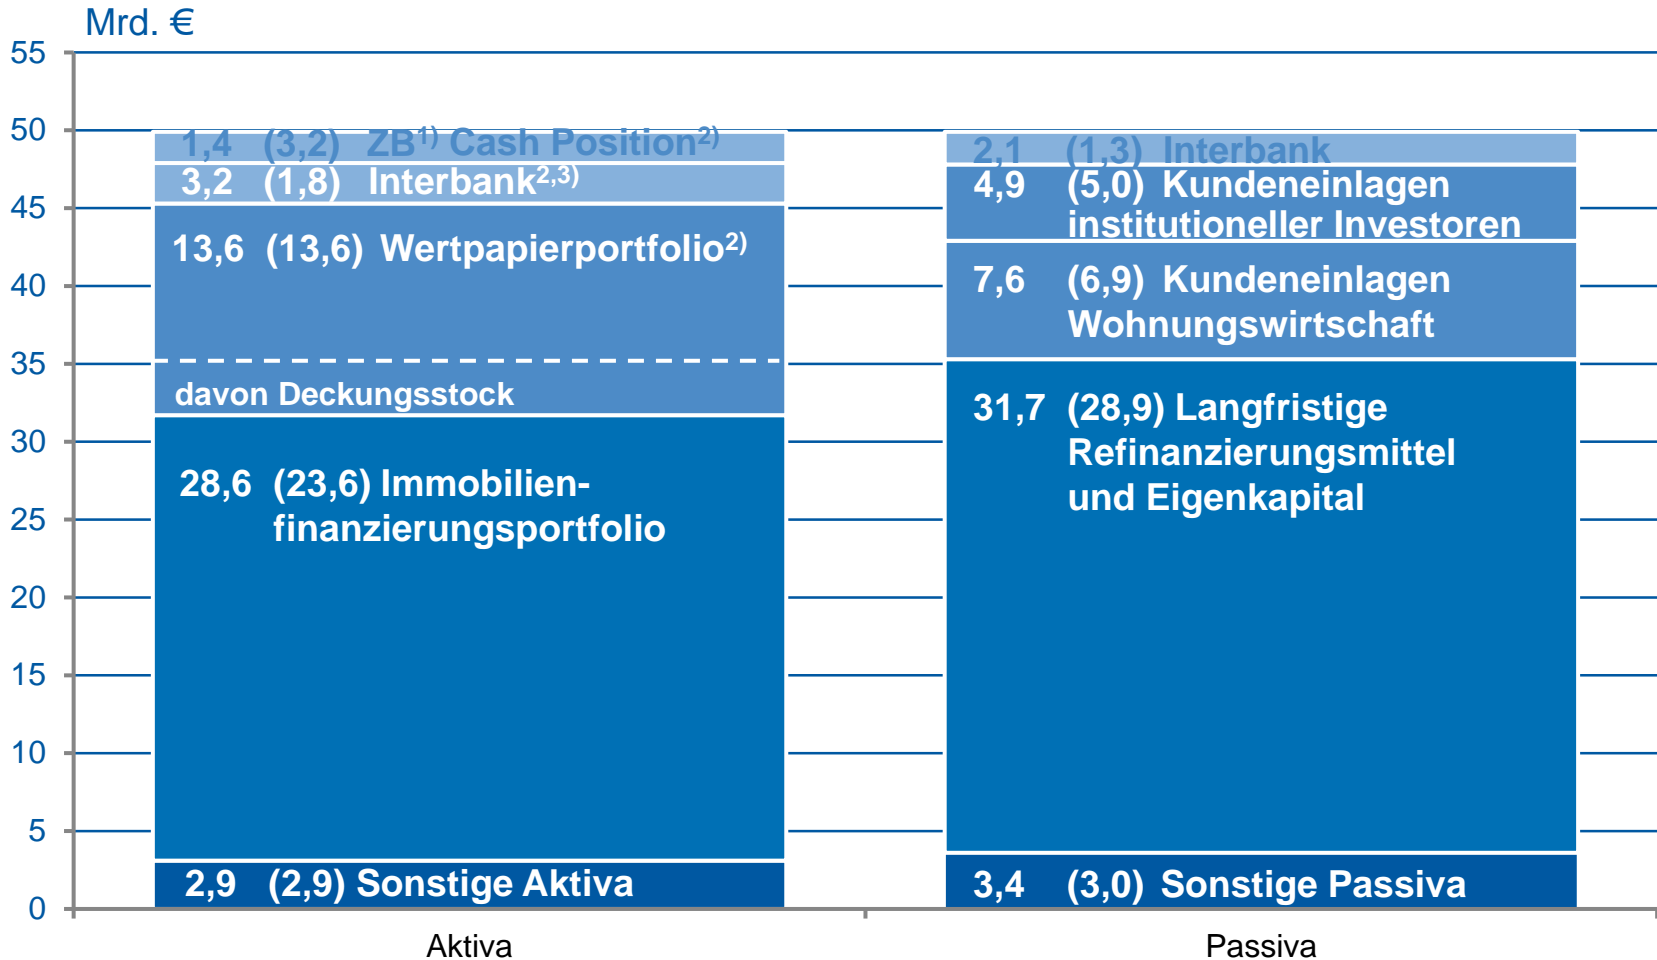 Mrd. €
55
50
45
40
35
30
25
20
15
10
5
0
1,4 (3,2) ZB1) Cash Position2)
3,2 (1,8) Interbank2,3)
13,6 (13,6) Wertpapierportfolio2)
davon Deckungsstock
28,6 (23,6) Immobilien-
finanzierungsportfolio
2,9 (2,9) Sonstige Aktiva
2,1 (1,3) Interbank
4,9 (5,0) Kundeneinlagen
institutioneller Investoren
7,6 (6,9) Kundeneinlagen
Wohnungswirtschaft
31,7 (28,9) Langfristige
Refinanzierungsmittel
und Eigenkapital
3,4 (3,0) Sonstige Passiva
Aktiva
Passiva